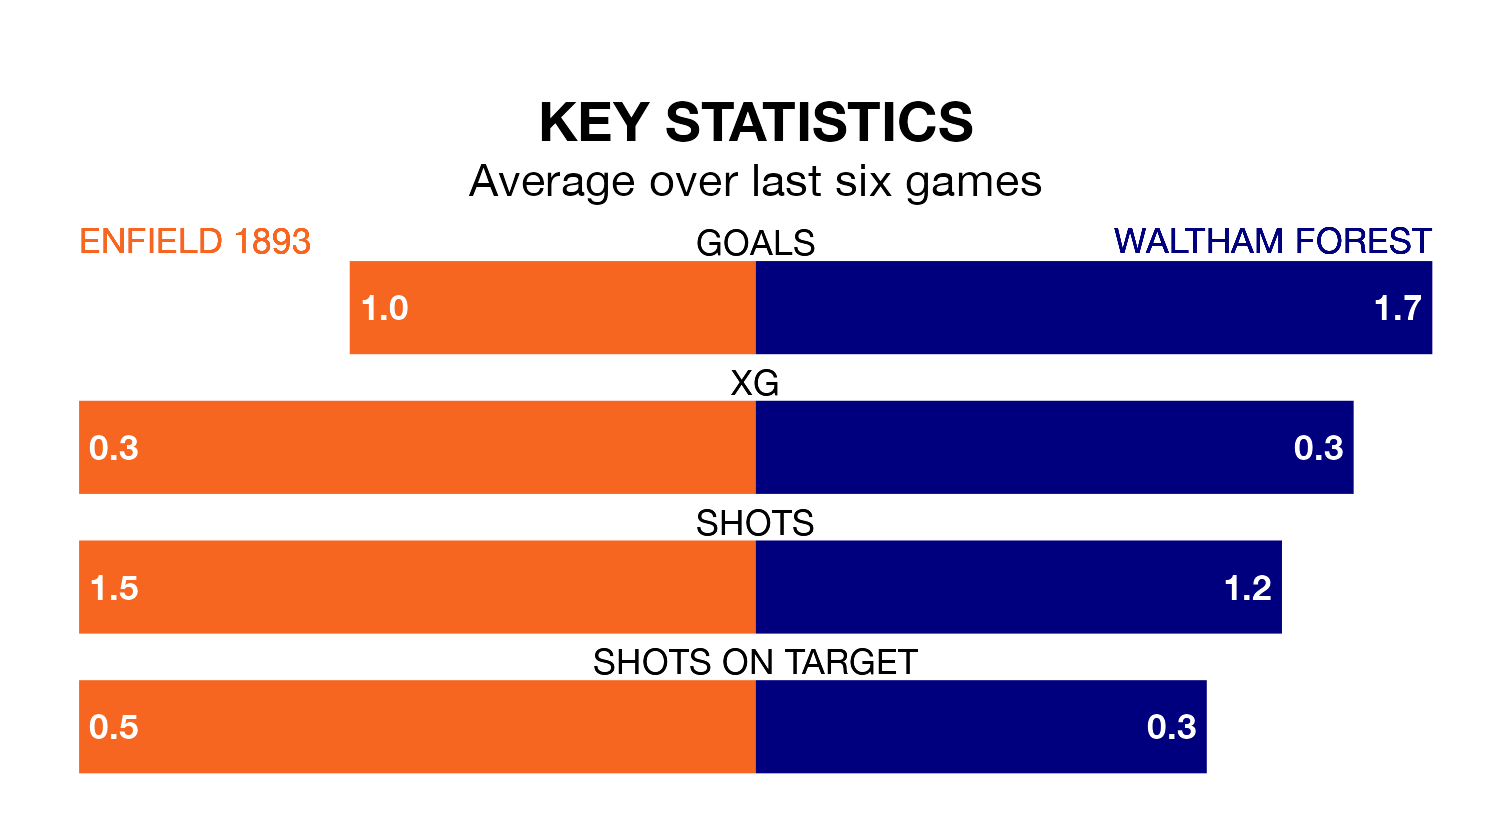 KEY STATISTICS
Average over last six games
ENFIELD 1893 GOALS WALTHAM FOREST
1.0 1.7
XG
0.3 0.3
SHOTS
1.5 1.2
SHOTS ON TARGET
0.5 0.3